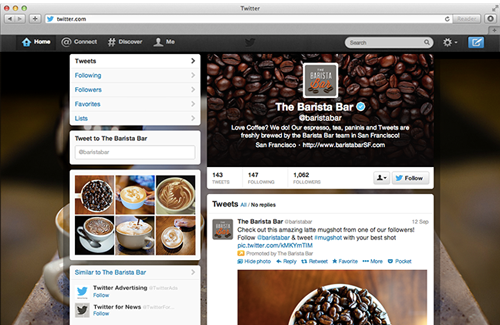 Twitter
twitter.com
Reader
Home
Connect
Discover
Me
Search
Tweets
Following
Followers
Favorites
Lists
Tweet to The Barista Bar
@baristabar
Similar to The Barista Bar
Twitter Advertising @TwitterAds
Follow
Twitter for News
Follow
THE
BARISTA
Bar
The Barista Bar
@baristabar
Love Coffee? We do! Our espresso, tea, paninis and Tweets are
freshly brewed by the Barista Bar team in San Francisco!
San Francisco · http://www.baristabarSF.com
143
TWEETS
147
FOLLOWING
1,062
FOLLOWERS
Follow
Tweets All / No replies
The Barista Bar @baristabar 12 Sep
Check out this amazing latte mugshot from one of our followers!
Follow @baristabar & tweet #mugshot with your best shot
pic.twitter.com/kMKYmTIM
Promoted by The Barista Bar
Hide photo Reply Retweet Favorite More Pocket